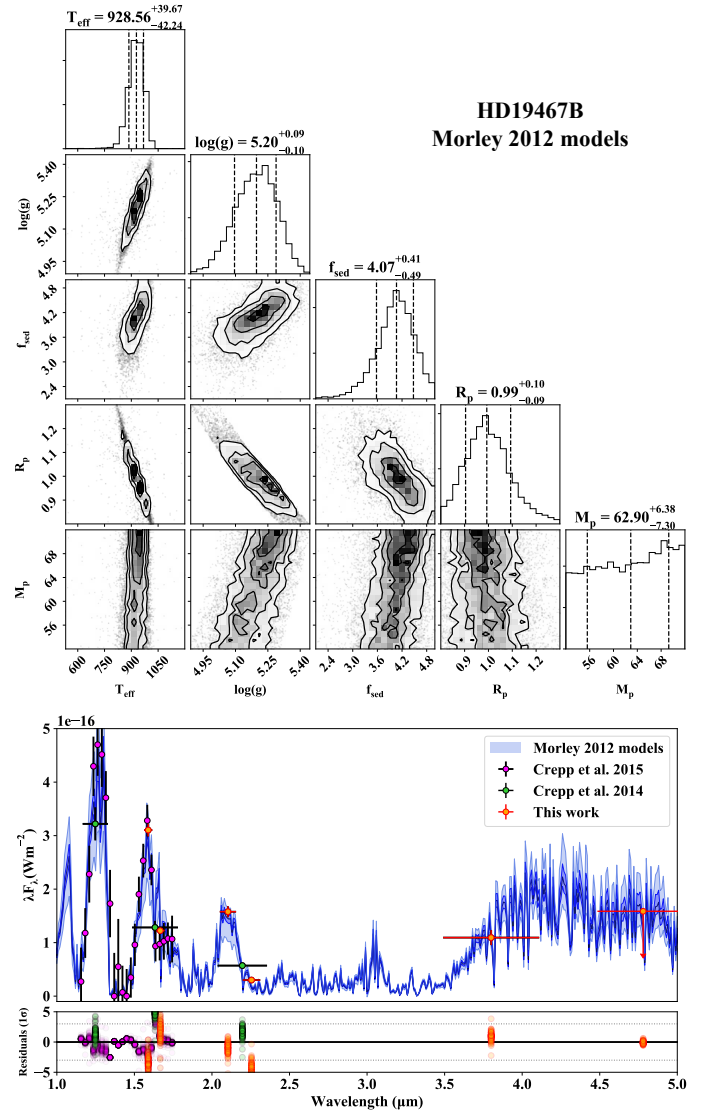 T_eff = 928.56 +39.67 −42.24
HD19467B
Morley 2012 models
log(g) = 5.20 +0.09 −0.10
log(g)
5.40
5.25
5.10
4.95
f_sed = 4.07 +0.41 −0.49
f_sed
4.8
4.2
3.6
3.0
2.4
R_p = 0.99 +0.10 −0.09
R_p
1.2
1.1
1.0
0.9
M_p = 62.90 +6.38 −7.30
M_p
68
64
60
56
600 750 900 1050
4.95 5.10 5.25 5.40
2.4 3.0 3.6 4.2 4.8
0.9 1.0 1.1 1.2
56 60 64 68
T_eff log(g) f_sed R_p M_p
1e−16
5
4
3
2
1
0
λF_λ (Wm⁻²)
Morley 2012 models
Crepp et al. 2015
Crepp et al. 2014
This work
5
0
−5
Residuals (1σ)
1.0 1.5 2.0 2.5 3.0 3.5 4.0 4.5 5.0
Wavelength (μm)